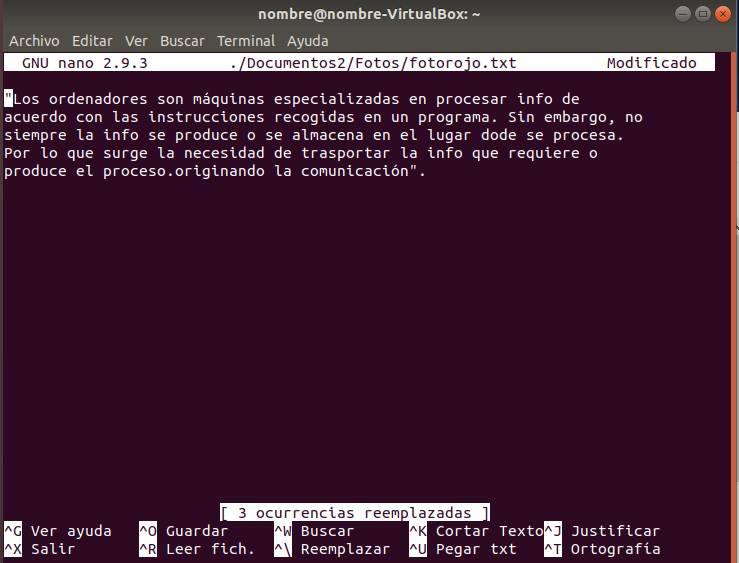 nombre@nombre-VirtualBox: ~
Archivo Editar Ver Buscar Terminal Ayuda
GNU nano 2.9.3 ./Documentos2/Fotos/fotorojo.txt Modificado
"Los ordenadores son máquinas especializadas en procesar info de
acuerdo con las instrucciones recogidas en un programa. Sin embargo, no
siempre la info se produce o se almacena en el lugar dode se procesa.
Por lo que surge la necesidad de trasportar la info que requiere o
produce el proceso.originando la comunicación".
[ 3 ocurrencias reemplazadas ]
^G Ver ayuda ^O Guardar ^W Buscar ^K Cortar Texto ^J Justificar
^X Salir ^R Leer fich. ^\ Reemplazar ^U Pegar txt ^T Ortografía